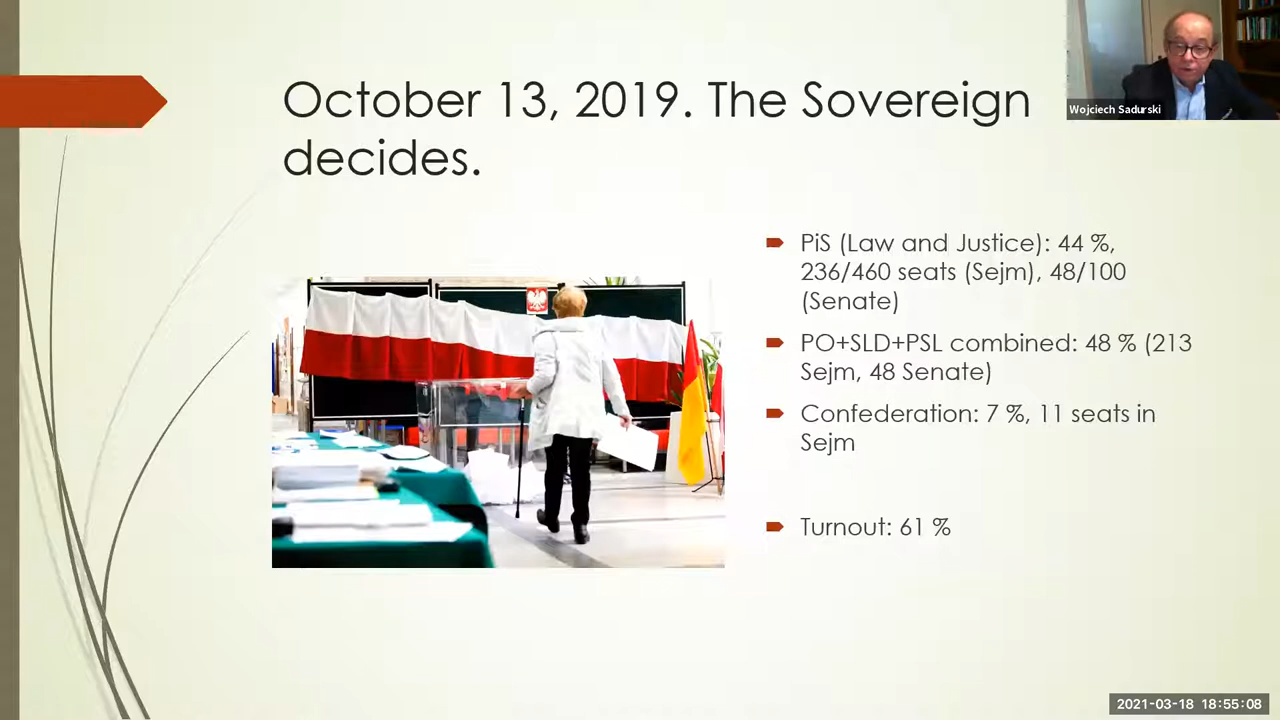 October 13, 2019. The Sovereign
decides.
Wojciech Sadurski
PiS (Law and Justice): 44 %,
236/460 seats (Sejm), 48/100
(Senate)
PO+SLD+PSL combined: 48 % (213
Sejm, 48 Senate)
Confederation: 7 %, 11 seats in
Sejm
Turnout: 61 %
2021-03-18 18:55:08